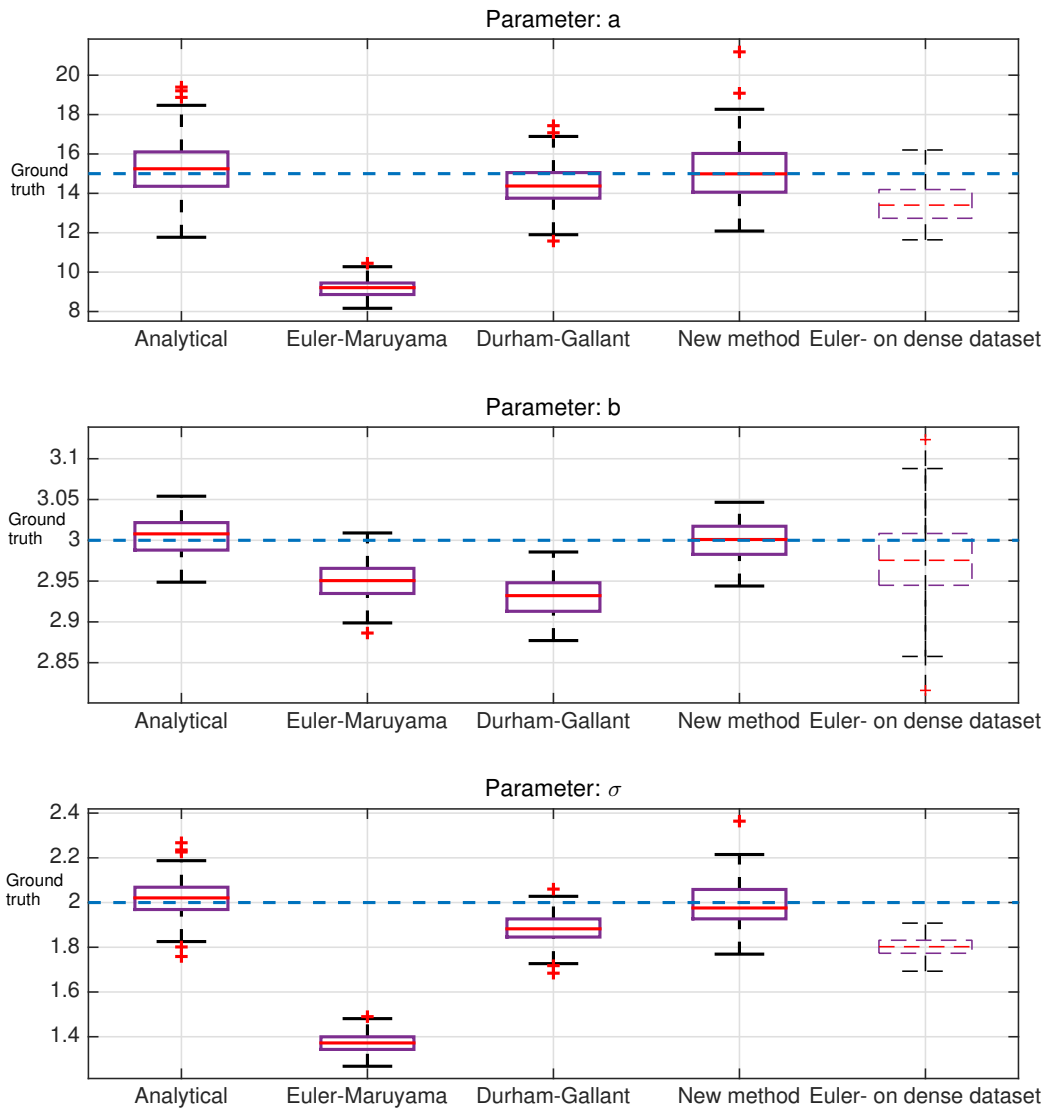 Parameter: a
20
18
16
Ground
truth
14
12
10
8
Analytical Euler-Maruyama Durham-Gallant New method Euler- on dense dataset
Parameter: b
3.1
3.05
Ground
truth
3
2.95
2.9
2.85
Analytical Euler-Maruyama Durham-Gallant New method Euler- on dense dataset
Parameter: σ
2.4
2.2
Ground
truth
2
1.8
1.6
1.4
Analytical Euler-Maruyama Durham-Gallant New method Euler- on dense dataset